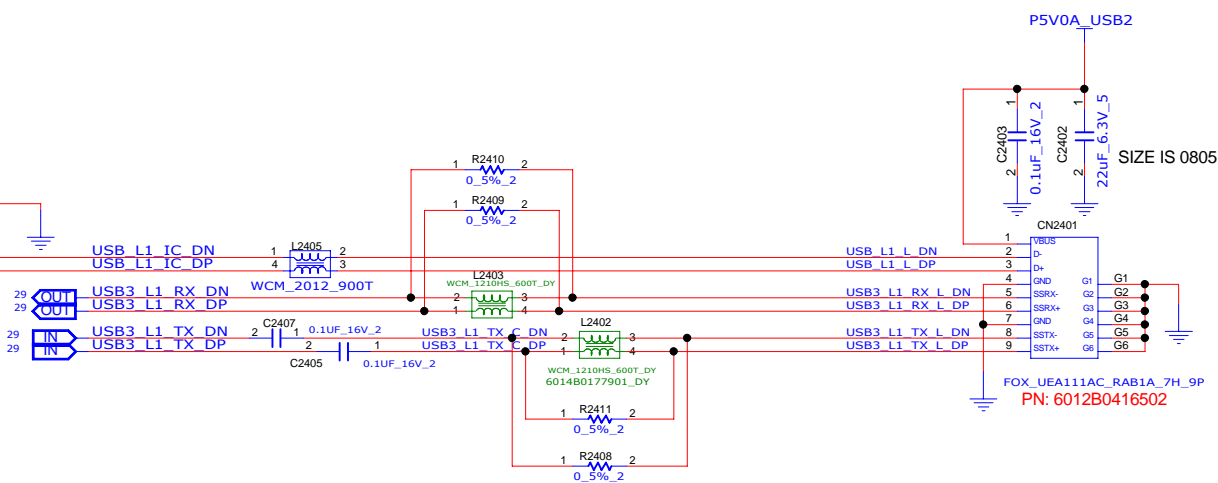 P5V0A_USB2
1 1
C2403 0.1uF_16V_2 C2402 22uF_6.3V_5 SIZE IS 0805
2 2
1 R2410 2
0_5%_2
1 R2409 2
0_5%_2
CN2401
1 VBUS
USB_L1_IC_DN 1 L2405 2 USB_L1_L_DN 2 D-
USB_L1_IC_DP 4 3 USB_L1_L_DP 3 D+
WCM_2012_900T
L2403
WCM_1210HS_600T_DY
4 GND G1 G1
29 OUT USB3_L1_RX_DN 2 3 USB3_L1_RX_L_DN 5 SSRX- G2 G2
29 OUT USB3_L1_RX_DP 1 4 USB3_L1_RX_L_DP 6 SSRX+ G3 G3
7 GND G4 G4
29 IN USB3_L1_TX_DN 2 C2407 1 0.1UF_16V_2 USB3_L1_TX_C_DN 2 L2402 3 USB3_L1_TX_L_DN 8 SSTX- G5 G5
29 IN USB3_L1_TX_DP 2 1 USB3_L1_TX_C_DP 1 4 USB3_L1_TX_L_DP 9 SSTX+ G6 G6
C2405 0.1UF_16V_2
WCM_1210HS_600T_DY
6014B0177901_DY
FOX_UEA111AC_RAB1A_7H_9P
PN: 6012B0416502
1 R2411 2
0_5%_2
1 R2408 2
0_5%_2